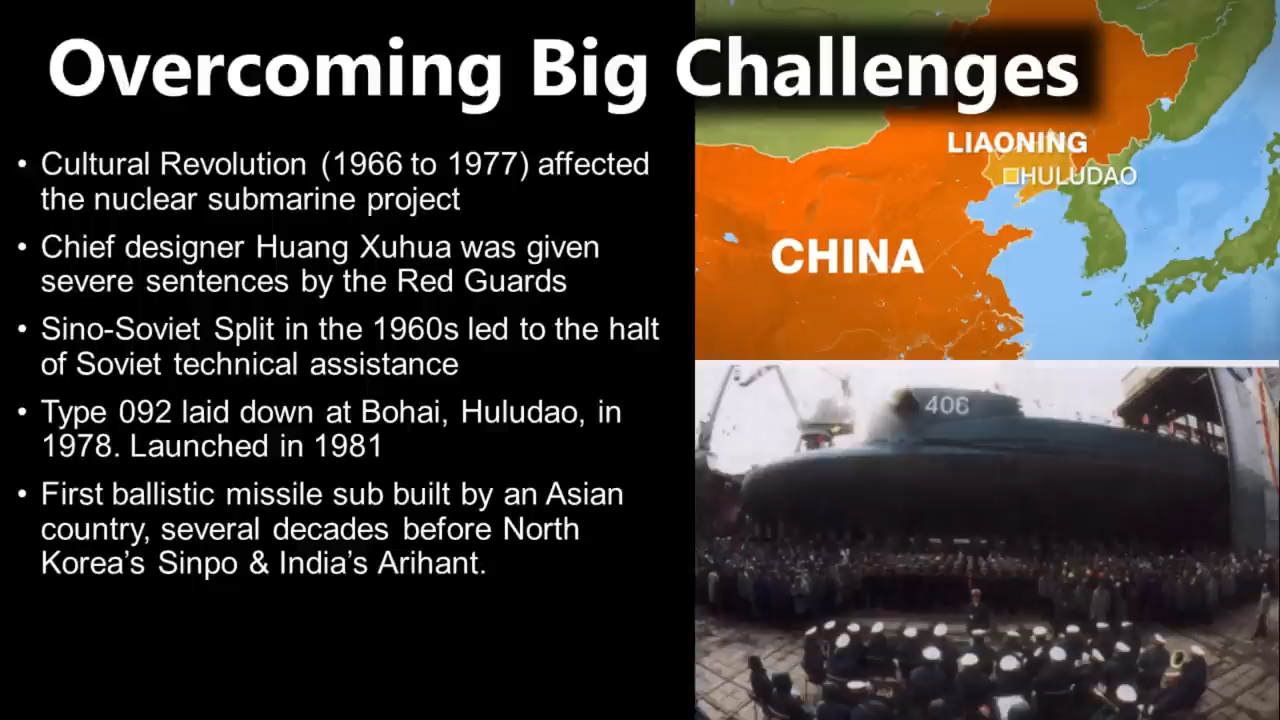 Overcoming Big Challenges
• Cultural Revolution (1966 to 1977) affected
the nuclear submarine project
• Chief designer Huang Xuhua was given
severe sentences by the Red Guards
• Sino-Soviet Split in the 1960s led to the halt
of Soviet technical assistance
• Type 092 laid down at Bohai, Huludao, in
1978. Launched in 1981
• First ballistic missile sub built by an Asian
country, several decades before North
Korea’s Sinpo & India’s Arihant.
LIAONING
HULUDAO
CHINA
406